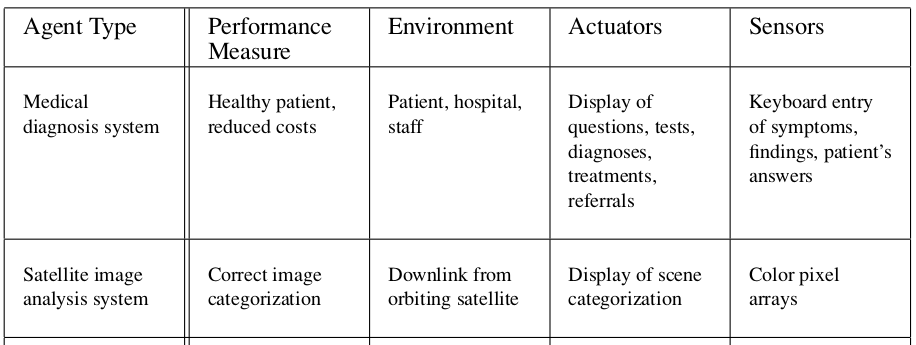 Agent Type
Performance
Measure
Environment
Actuators
Sensors
Medical
diagnosis system
Healthy patient,
reduced costs
Patient, hospital,
staff
Display of
questions, tests,
diagnoses,
treatments,
referrals
Keyboard entry
of symptoms,
findings, patient's
answers
Satellite image
analysis system
Correct image
categorization
Downlink from
orbiting satellite
Display of scene
categorization
Color pixel
arrays